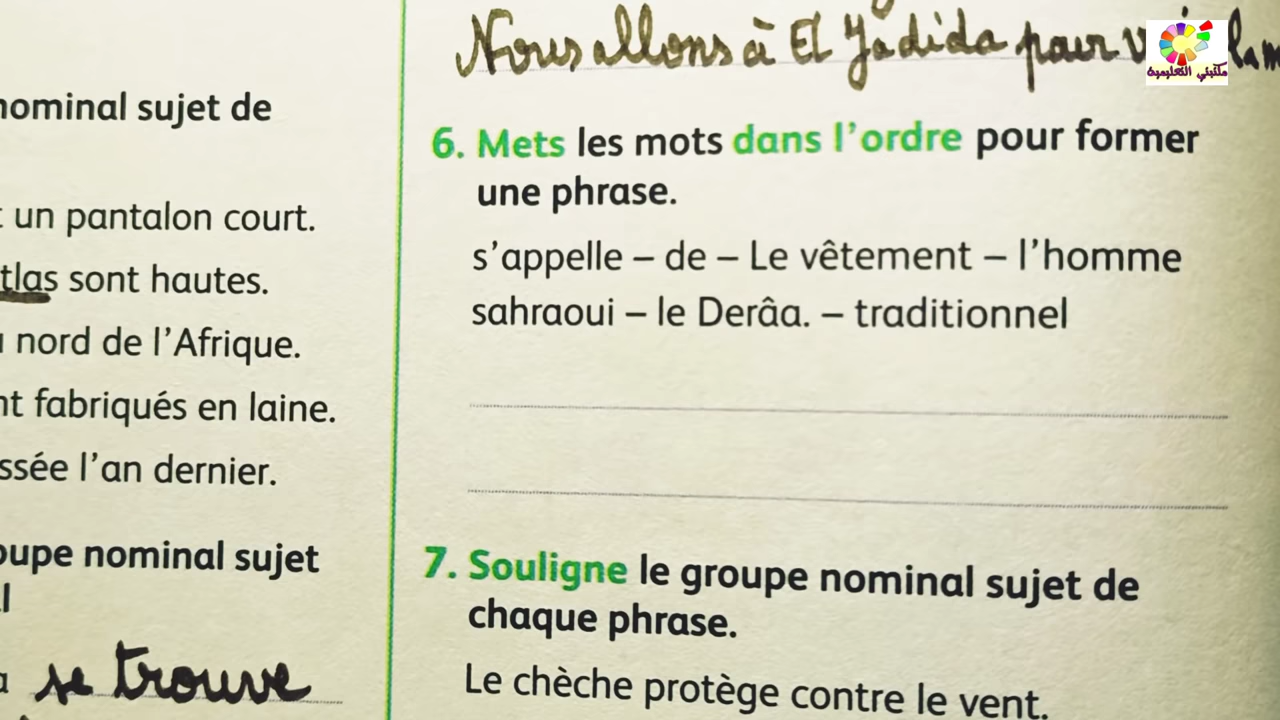 nominal sujet de
un pantalon court.
tlas sont hautes.
nord de l'Afrique.
nt fabriqués en laine.
ssée l'an dernier.
oupe nominal sujet
se trouve
Nous allons à El Jadida pour
مكتبتي التعليمية
6. Mets les mots dans l'ordre pour former
une phrase.
s'appelle – de – Le vêtement – l'homme
sahraoui – le Derâa. – traditionnel
7. Souligne le groupe nominal sujet de
chaque phrase.
Le chèche protège contre le vent.